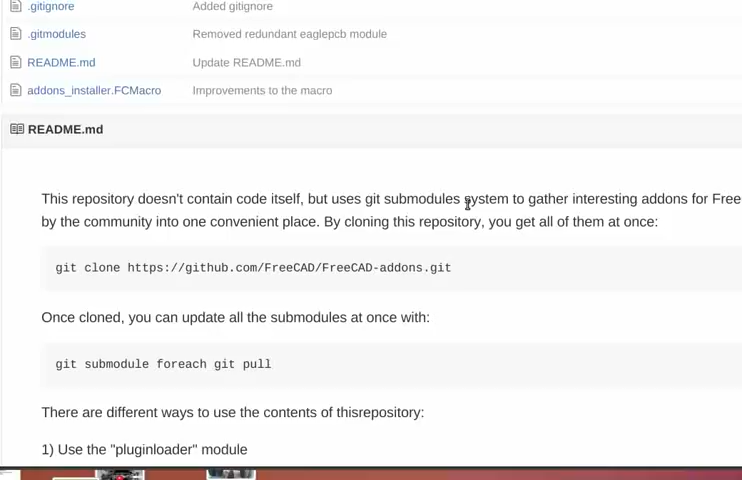 .gitignore Added gitignore
.gitmodules Removed redundant eaglepcb module
README.md Update README.md
addons_installer.FCMacro Improvements to the macro
README.md
This repository doesn't contain code itself, but uses git submodules system to gather interesting addons for Free
by the community into one convenient place. By cloning this repository, you get all of them at once:
git clone https://github.com/FreeCAD/FreeCAD-addons.git
Once cloned, you can update all the submodules at once with:
git submodule foreach git pull
There are different ways to use the contents of thisrepository:
1) Use the "pluginloader" module